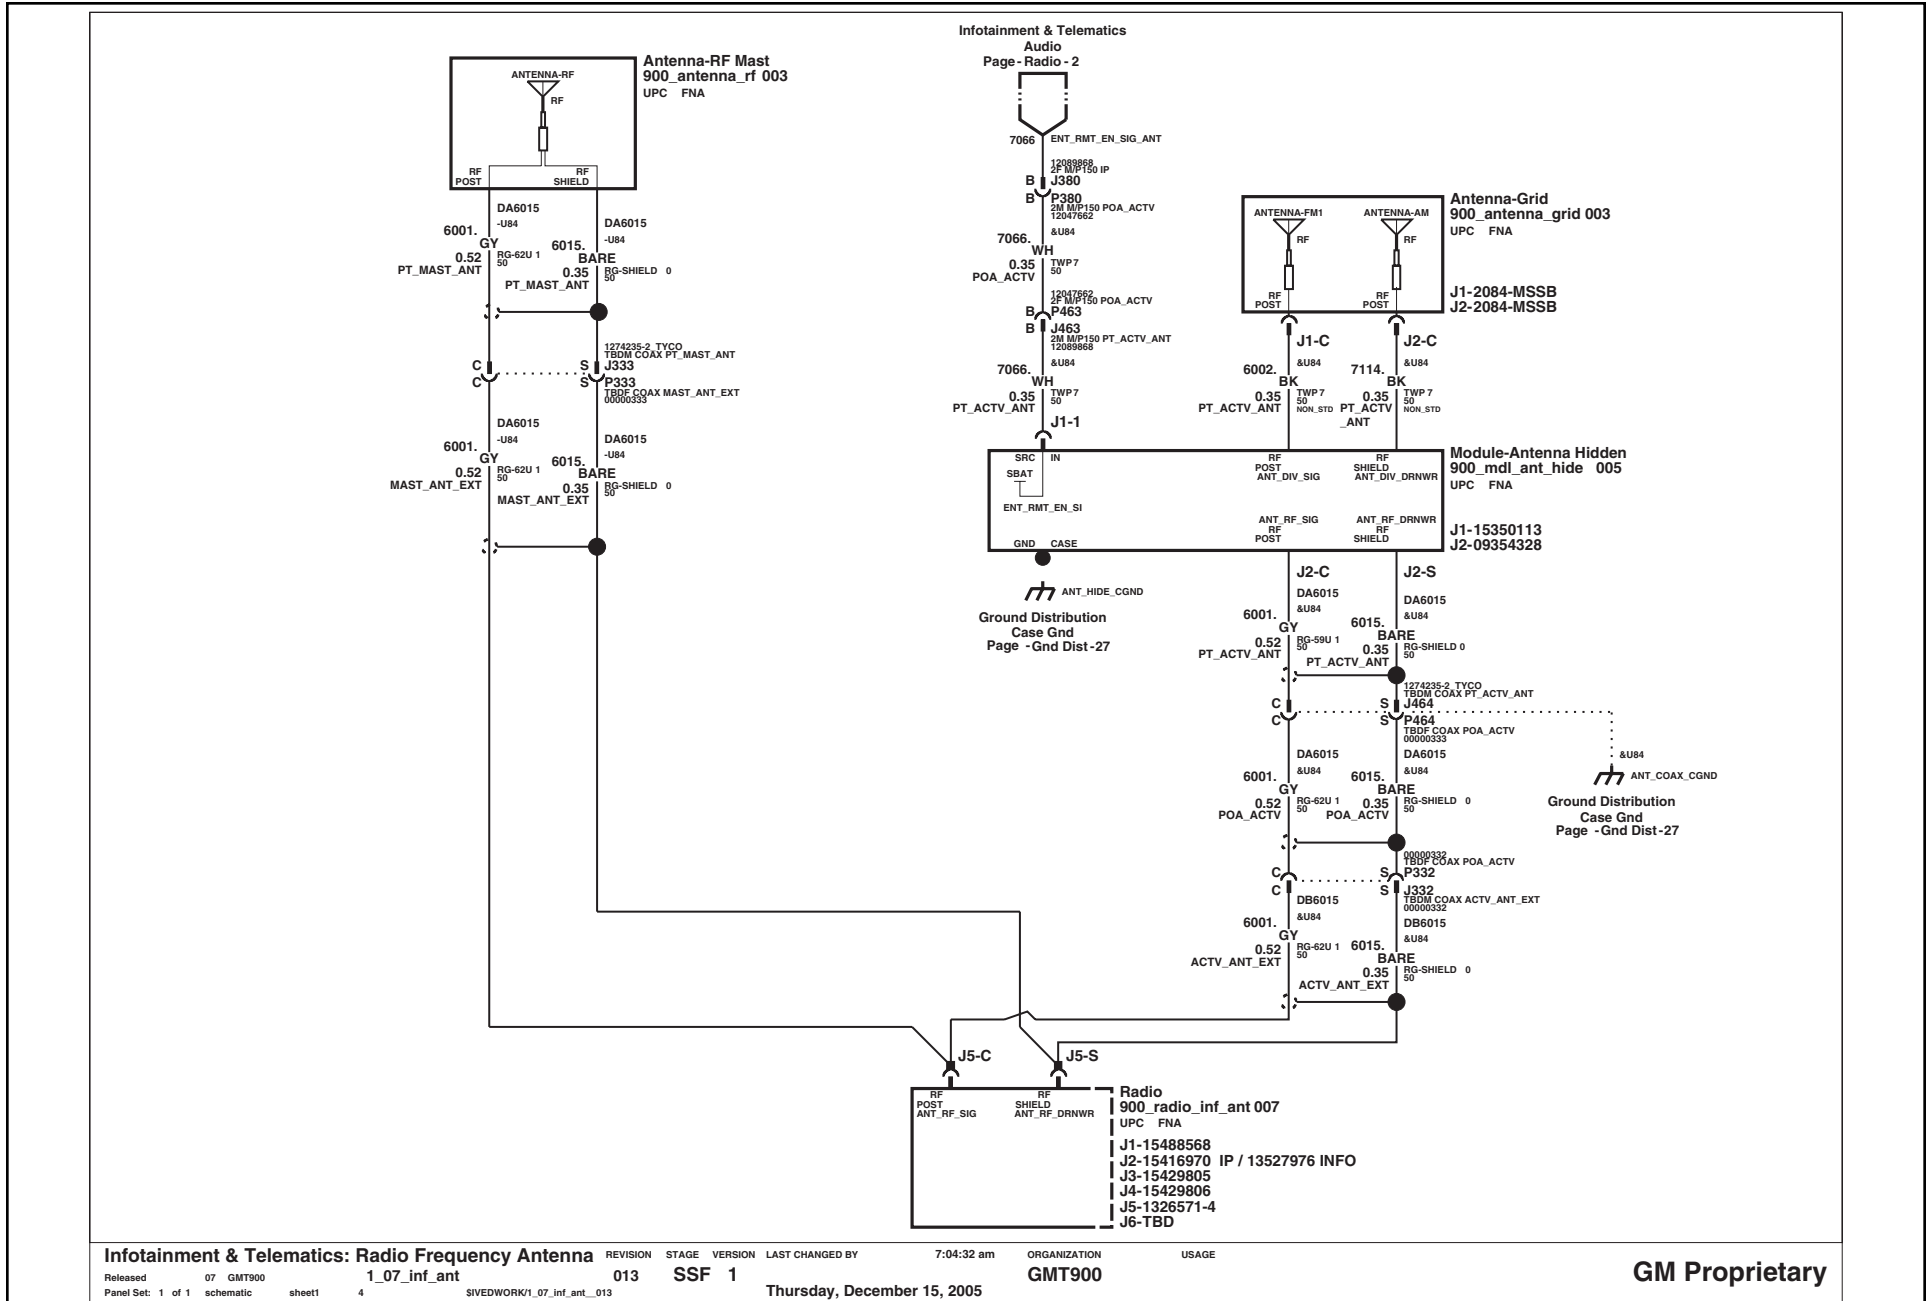 Infotainment & Telematics
Audio
Page - Radio - 2
Antenna-RF Mast
900_antenna_rf 003
UPC FNA
ANTENNA-RF
RF
RF
POST
RF
SHIELD
DA6015
-U84
6001.
GY
0.52
PT_MAST_ANT
RG-62U 1
50
DA6015
-U84
6015.
BARE
0.35
PT_MAST_ANT
RG-SHIELD 0
50
1274235-2_TYCO
TBDM COAX PT_MAST_ANT
C
S J333
C
S P333
TBDF COAX MAST_ANT_EXT
00000333
DA6015
-U84
6001.
GY
0.52
MAST_ANT_EXT
RG-62U 1
50
DA6015
-U84
6015.
BARE
0.35
MAST_ANT_EXT
RG-SHIELD 0
50
7066 ENT_RMT_EN_SIG_ANT
12089868
2F M/P150 IP
B J380
B P380
2M M/P150 POA_ACTV
12047662
&U84
7066.
WH
0.35
POA_ACTV
TWP 7
50
12047662
2F M/P150 POA_ACTV
B P463
B J463
2M M/P150 PT_ACTV_ANT
12089868
&U84
7066.
WH
0.35
PT_ACTV_ANT
TWP 7
50
J1-1
Antenna-Grid
900_antenna_grid 003
UPC FNA
ANTENNA-FM1
ANTENNA-AM
RF
RF
RF
POST
RF
POST
J1-2084-MSSB
J2-2084-MSSB
J1-C
J2-C
&U84
6002.
BK
0.35
PT_ACTV_ANT
TWP 7
50
NON_STD
&U84
7114.
BK
0.35
PT_ACTV
_ANT
TWP 7
50
NON_STD
Module-Antenna Hidden
900_mdl_ant_hide 005
UPC FNA
J1-15350113
J2-09354328
SRC IN
SBAT
ENT_RMT_EN_SI
GND CASE
RF
POST
ANT_DIV_SIG
RF
SHIELD
ANT_DIV_DRNWR
ANT_RF_SIG
RF
POST
ANT_RF_DRNWR
RF
SHIELD
ANT_HIDE_CGND
Ground Distribution
Case Gnd
Page - Gnd Dist - 27
J2-C
J2-S
DA6015
&U84
6001.
GY
0.52
PT_ACTV_ANT
RG-59U 1
50
DA6015
&U84
6015.
BARE
0.35
PT_ACTV_ANT
RG-SHIELD 0
50
1274235-2_TYCO
TBDM COAX PT_ACTV_ANT
C
S J464
C
S P464
TBDF COAX POA_ACTV
00000333
&U84
ANT_COAX_CGND
Ground Distribution
Case Gnd
Page - Gnd Dist - 27
DA6015
&U84
6001.
GY
0.52
POA_ACTV
RG-62U 1
50
DA6015
&U84
6015.
BARE
0.35
POA_ACTV
RG-SHIELD 0
50
00000332
TBDF COAX POA_ACTV
C
S P332
C
S J332
TBDM COAX ACTV_ANT_EXT
00000332
DB6015
&U84
6001.
GY
0.52
ACTV_ANT_EXT
RG-62U 1
50
DB6015
&U84
6015.
BARE
0.35
ACTV_ANT_EXT
RG-SHIELD 0
50
J5-C
J5-S
RF
POST
ANT_RF_SIG
RF
SHIELD
ANT_RF_DRNWR
Radio
900_radio_inf_ant 007
UPC FNA
J1-15488568
J2-15416970 IP / 13527976 INFO
J3-15429805
J4-15429806
J5-1326571-4
J6-TBD
Infotainment & Telematics: Radio Frequency Antenna REVISION STAGE VERSION LAST CHANGED BY 7:04:32 am ORGANIZATION USAGE
Released 07 GMT900 1_07_inf_ant 013 SSF 1 GMT900
Panel Set: 1 of 1 schematic sheet1 4 $IVEDWORK/1_07_inf_ant__013 Thursday, December 15, 2005
GM Proprietary